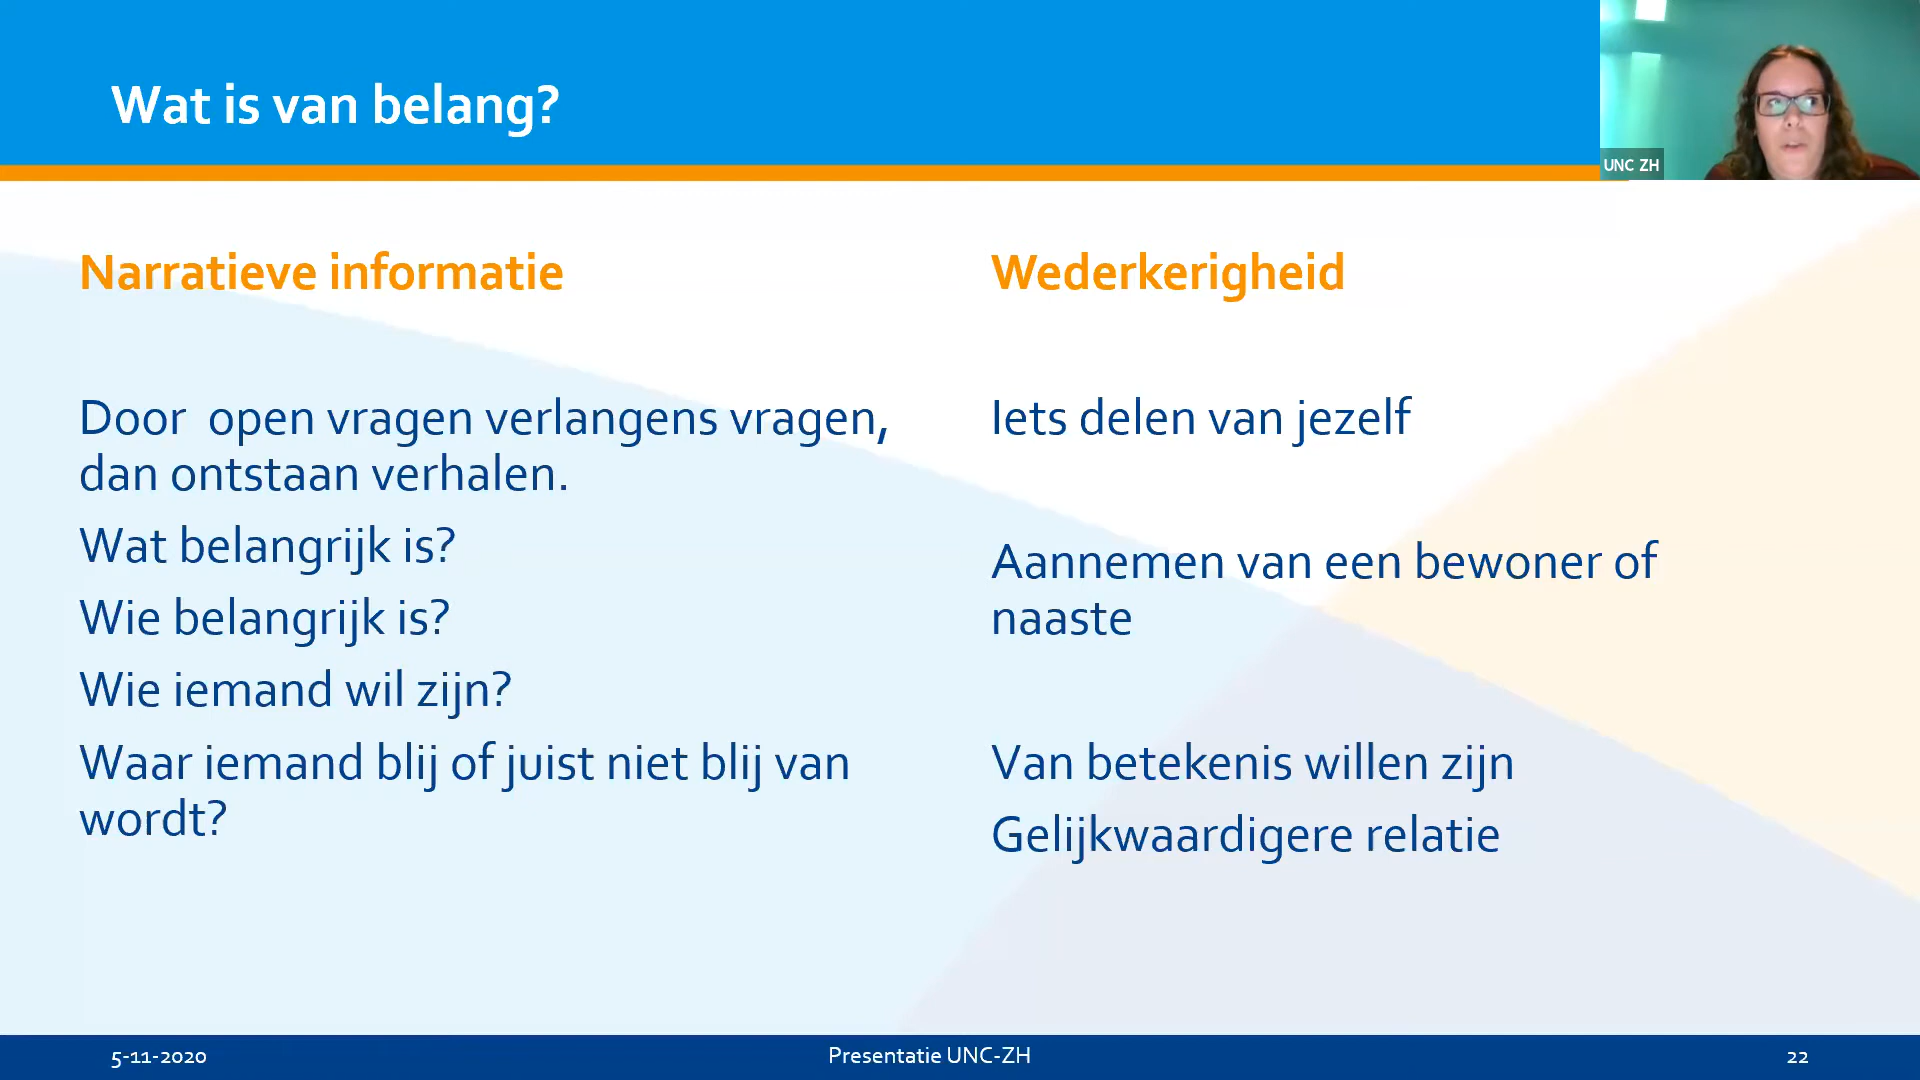 Wat is van belang?
UNC ZH
Narratieve informatie
Door  open vragen verlangens vragen,
dan ontstaan verhalen.
Wat belangrijk is?
Wie belangrijk is?
Wie iemand wil zijn?
Waar iemand blij of juist niet blij van
wordt?
Wederkerigheid
Iets delen van jezelf
Aannemen van een bewoner of
naaste
Van betekenis willen zijn
Gelijkwaardigere relatie
5-11-2020
Presentatie UNC-ZH
22